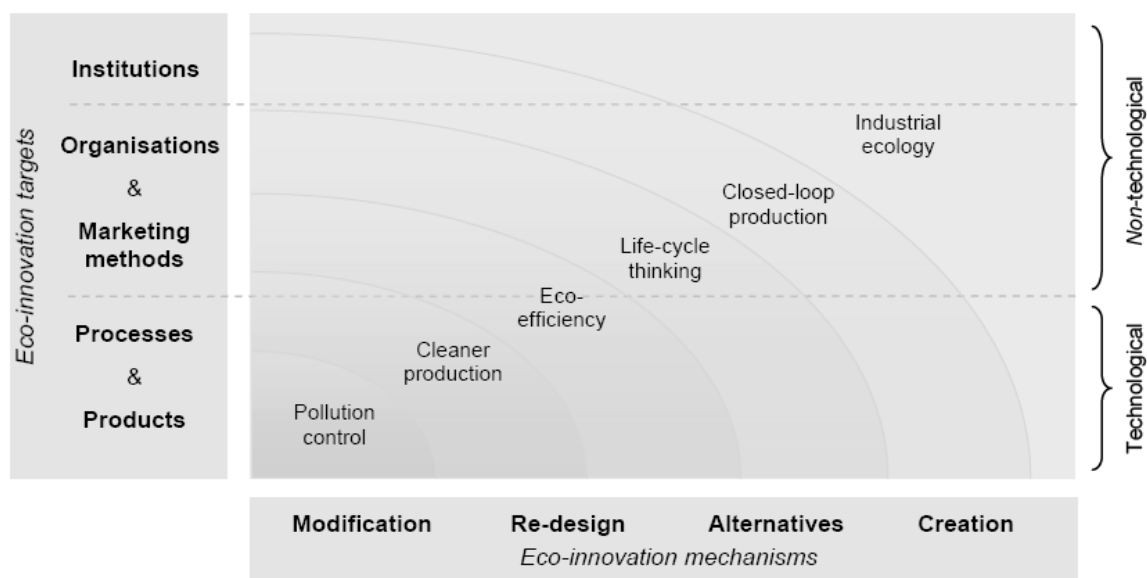 Eco-innovation targets
Institutions
Organisations
&
Marketing
methods
Processes
&
Products
Industrial
ecology
Closed-loop
production
Life-cycle
thinking
Eco-
efficiency
Cleaner
production
Pollution
control
Non-technological
Technological
Modification Re-design Alternatives Creation
Eco-innovation mechanisms